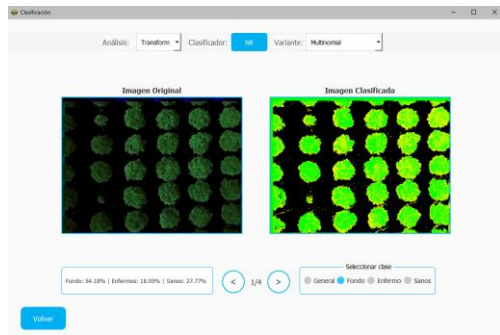 Clasificación
Análisis: Transform Clasificador: NB Variante: Multinomial
Imagen Original Imagen Clasificada
Seleccionar clase
Fondo: 54.18% | Enfermos: 18.05% | Sanos: 27.77% < 1/4 > General Fondo Enfermo Sanos
Volver